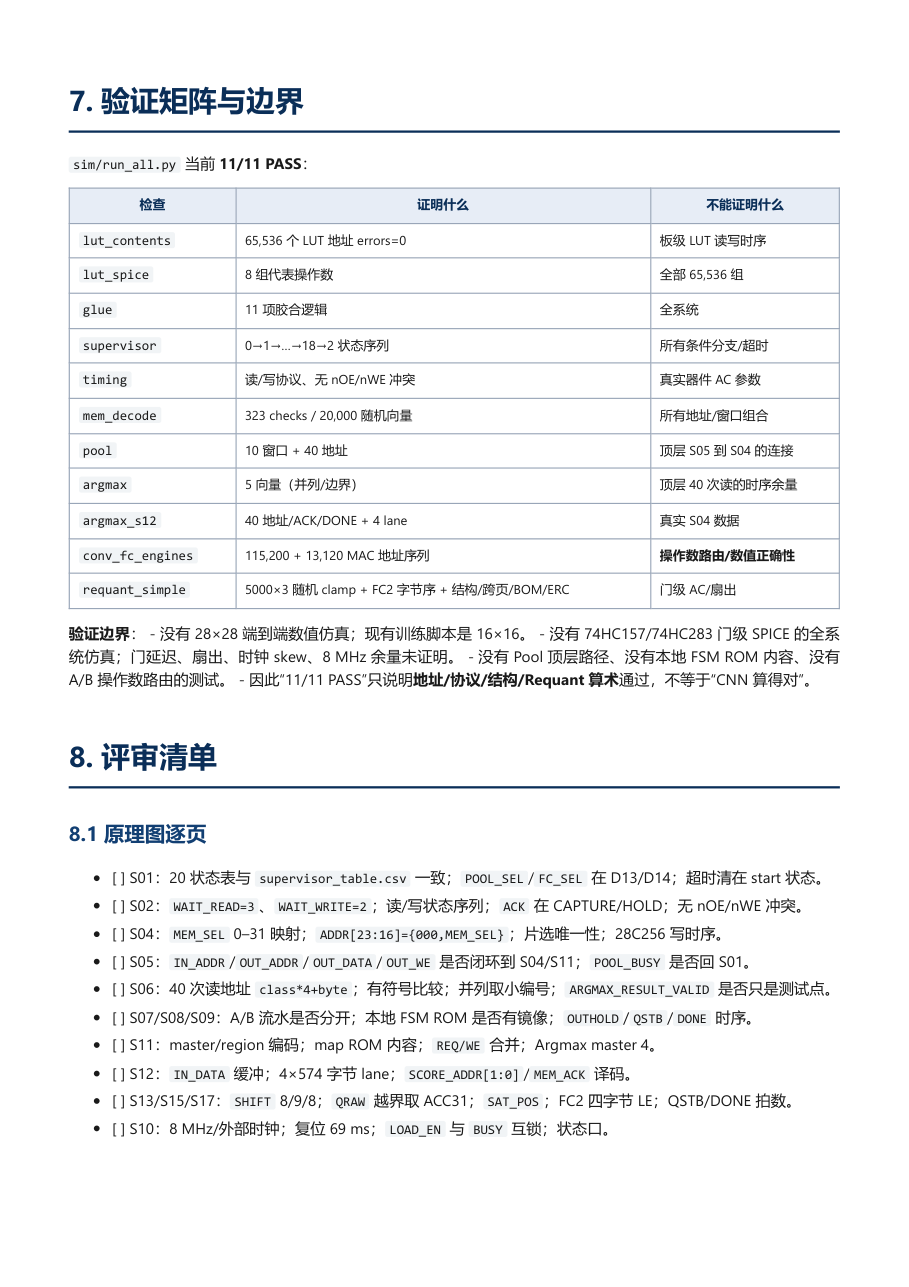 7. 验证矩阵与边界
sim/run_all.py 当前 11/11 PASS：
检查 证明什么 不能证明什么
lut_contents 65,536 个 LUT 地址 errors=0 板级 LUT 读写时序
lut_spice 8 组代表操作数 全部 65,536 组
glue 11 项胶合逻辑 全系统
supervisor 0→1→…→18→2 状态序列 所有条件分支/超时
timing 读/写协议、无 nOE/nWE 冲突 真实器件 AC 参数
mem_decode 323 checks / 20,000 随机向量 所有地址/窗口组合
pool 10 窗口 + 40 地址 顶层 S05 到 S04 的连接
argmax 5 向量（并列/边界） 顶层 40 次读的时序余量
argmax_s12 40 地址/ACK/DONE + 4 lane 真实 S04 数据
conv_fc_engines 115,200 + 13,120 MAC 地址序列 操作数路由/数值正确性
requant_simple 5000×3 随机 clamp + FC2 字节序 + 结构/跨页/BOM/ERC 门级 AC/扇出
验证边界： - 没有 28×28 端到端数值仿真；现有训练脚本是 16×16。 - 没有 74HC157/74HC283 门级 SPICE 的全系
统仿真；门延迟、扇出、时钟 skew、8 MHz 余量未证明。 - 没有 Pool 顶层路径、没有本地 FSM ROM 内容、没有
A/B 操作数路由的测试。 - 因此“11/11 PASS”只说明地址/协议/结构/Requant 算术通过，不等于“CNN 算得对”。
8. 评审清单
8.1 原理图逐页
• [ ] S01：20 状态表与 supervisor_table.csv 一致；POOL_SEL / FC_SEL 在 D13/D14；超时清在 start 状态。
• [ ] S02：WAIT_READ=3 、WAIT_WRITE=2 ；读/写状态序列；ACK 在 CAPTURE/HOLD；无 nOE/nWE 冲突。
• [ ] S04：MEM_SEL 0–31 映射；ADDR[23:16]={000,MEM_SEL} ；片选唯一性；28C256 写时序。
• [ ] S05：IN_ADDR / OUT_ADDR / OUT_DATA / OUT_WE 是否闭环到 S04/S11；POOL_BUSY 是否回 S01。
• [ ] S06：40 次读地址 class*4+byte ；有符号比较；并列取小编号；ARGMAX_RESULT_VALID 是否只是测试点。
• [ ] S07/S08/S09：A/B 流水是否分开；本地 FSM ROM 是否有镜像；OUTHOLD / QSTB / DONE 时序。
• [ ] S11：master/region 编码；map ROM 内容；REQ/WE 合并；Argmax master 4。
• [ ] S12：IN_DATA 缓冲；4×574 字节 lane；SCORE_ADDR[1:0] / MEM_ACK 译码。
• [ ] S13/S15/S17：SHIFT 8/9/8；QRAW 越界取 ACC31；SAT_POS ；FC2 四字节 LE；QSTB/DONE 拍数。
• [ ] S10：8 MHz/外部时钟；复位 69 ms；LOAD_EN 与 BUSY 互锁；状态口。